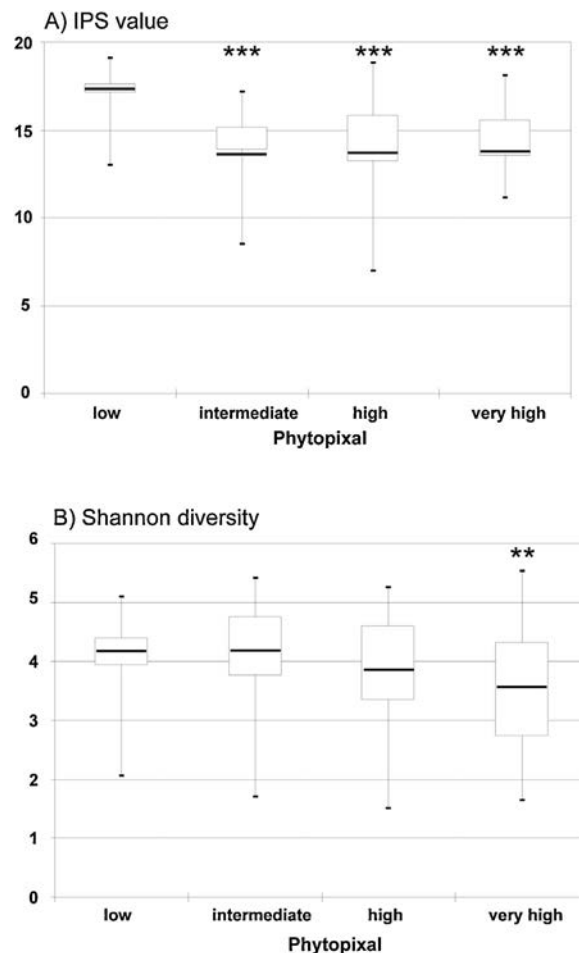 A) IPS value
***
***
***
20
15
10
5
0
low
intermediate
high
very high
Phytopixal
B) Shannon diversity
**
6
5
4
3
2
1
0
low
intermediate
high
very high
Phytopixal